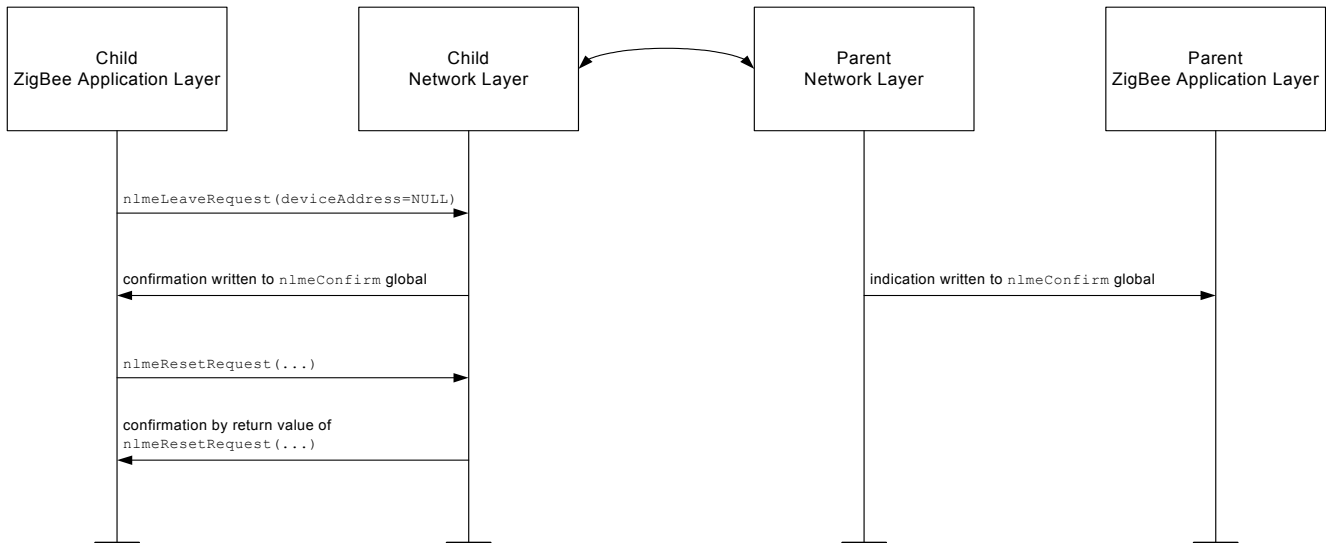 Child
ZigBee Application Layer
Child
Network Layer
Parent
Network Layer
Parent
ZigBee Application Layer
nlmeLeaveRequest(deviceAddress=NULL)
confirmation written to nlmeConfirm global
indication written to nlmeConfirm global
nlmeResetRequest(...)
confirmation by return value of
nlmeResetRequest(...)